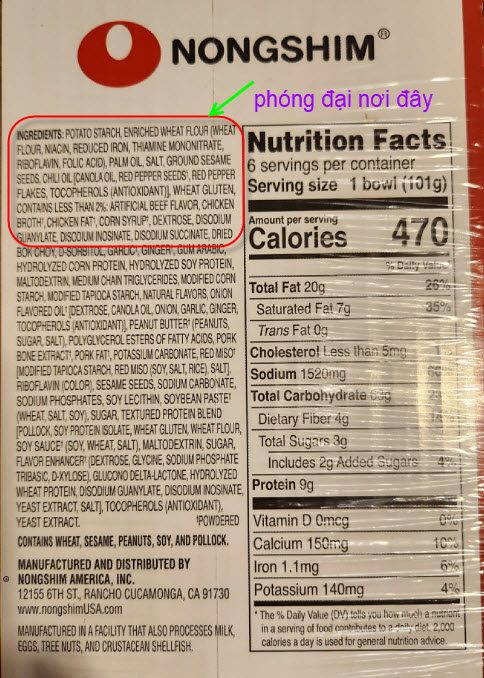 NONGSHIM®
phóng đại nơi đây
INGREDIENTS: POTATO STARCH, ENRICHED WHEAT FLOUR (WHEAT
FLOUR, NIACIN, REDUCED IRON, THIAMINE MONONITRATE,
RIBOFLAVIN, FOLIC ACID), PALM OIL, SALT, GROUND SESAME
SEEDS, CHILI OIL [CANOLA OIL, RED PEPPER SEEDS¹, RED PEPPER
FLAKES, TOCOPHEROLS (ANTIOXIDANT)], WHEAT GLUTEN,
CONTAINS LESS THAN 2%: ARTIFICIAL BEEF FLAVOR, CHICKEN
BROTH¹, CHICKEN FAT¹, CORN SYRUP¹, DEXTROSE, DISODIUM
GUANYLATE, DISODIUM INOSINATE, DISODIUM SUCCINATE, DRIED
BOK CHOY, D-SORBITOL, GARLIC¹, GINGER¹, GUM ARABIC,
HYDROLYZED CORN PROTEIN, HYDROLYZED SOY PROTEIN,
MALTODEXTRIN, MEDIUM CHAIN TRIGLYCERIDES, MODIFIED CORN
STARCH, MODIFIED TAPIOCA STARCH, NATURAL FLAVORS, ONION
FLAVORED OIL¹ [DEXTROSE, CANOLA OIL, ONION, GARLIC, GINGER,
TOCOPHEROLS (ANTIOXIDANT)], PEANUT BUTTER¹ (PEANUTS,
SUGAR, SALT), POLYGLYCEROL ESTERS OF FATTY ACIDS, PORK
BONE EXTRACT¹, PORK FAT¹, POTASSIUM CARBONATE, RED MISO¹
[MODIFIED TAPIOCA STARCH, RED MISO (SOY, SALT, RICE), SALT],
RIBOFLAVIN (COLOR), SESAME SEEDS, SODIUM CARBONATE,
SODIUM PHOSPHATES, SOY LECITHIN, SOYBEAN PASTE¹
(WHEAT, SALT, SOY), SUGAR, TEXTURED PROTEIN BLEND
[POLLOCK, SOY PROTEIN ISOLATE, WHEAT GLUTEN, WHEAT FLOUR,
SOY SAUCE¹ (SOY, WHEAT, SALT), MALTODEXTRIN, SUGAR,
FLAVOR ENHANCER¹ (DEXTROSE, GLYCINE, SODIUM PHOSPHATE
TRIBASIC, D-XYLOSE), GLUCONO DELTA-LACTONE, HYDROLYZED
WHEAT PROTEIN, DISODIUM GUANYLATE, DISODIUM INOSINATE,
YEAST EXTRACT, SALT], TOCOPHEROLS (ANTIOXIDANT),
YEAST EXTRACT. ¹POWDERED
CONTAINS WHEAT, SESAME, PEANUTS, SOY, AND POLLOCK.
MANUFACTURED AND DISTRIBUTED BY
NONGSHIM AMERICA, INC.
12155 6TH ST., RANCHO CUCAMONGA, CA 91730
www.nongshimUSA.com
MANUFACTURED IN A FACILITY THAT ALSO PROCESSES MILK,
EGGS, TREE NUTS, AND CRUSTACEAN SHELLFISH.
Nutrition Facts
6 servings per container
Serving size 1 bowl (101g)
Amount per serving
Calories 470
% Daily Value
Total Fat 20g 26%
Saturated Fat 7g 35%
Trans Fat 0g
Cholesterol Less than 5mg
Sodium 1520mg
Total Carbohydrate
Dietary Fiber 4g
Total Sugars 3g
Includes 2g Added Sugars 4%
Protein 9g
Vitamin D 0mcg 0%
Calcium 150mg 10%
Iron 1.1mg 6%
Potassium 140mg 4%
* The % Daily Value (DV) tells you how much a nutrient
in a serving of food contributes to a daily diet. 2,000
calories a day is used for general nutrition advice.